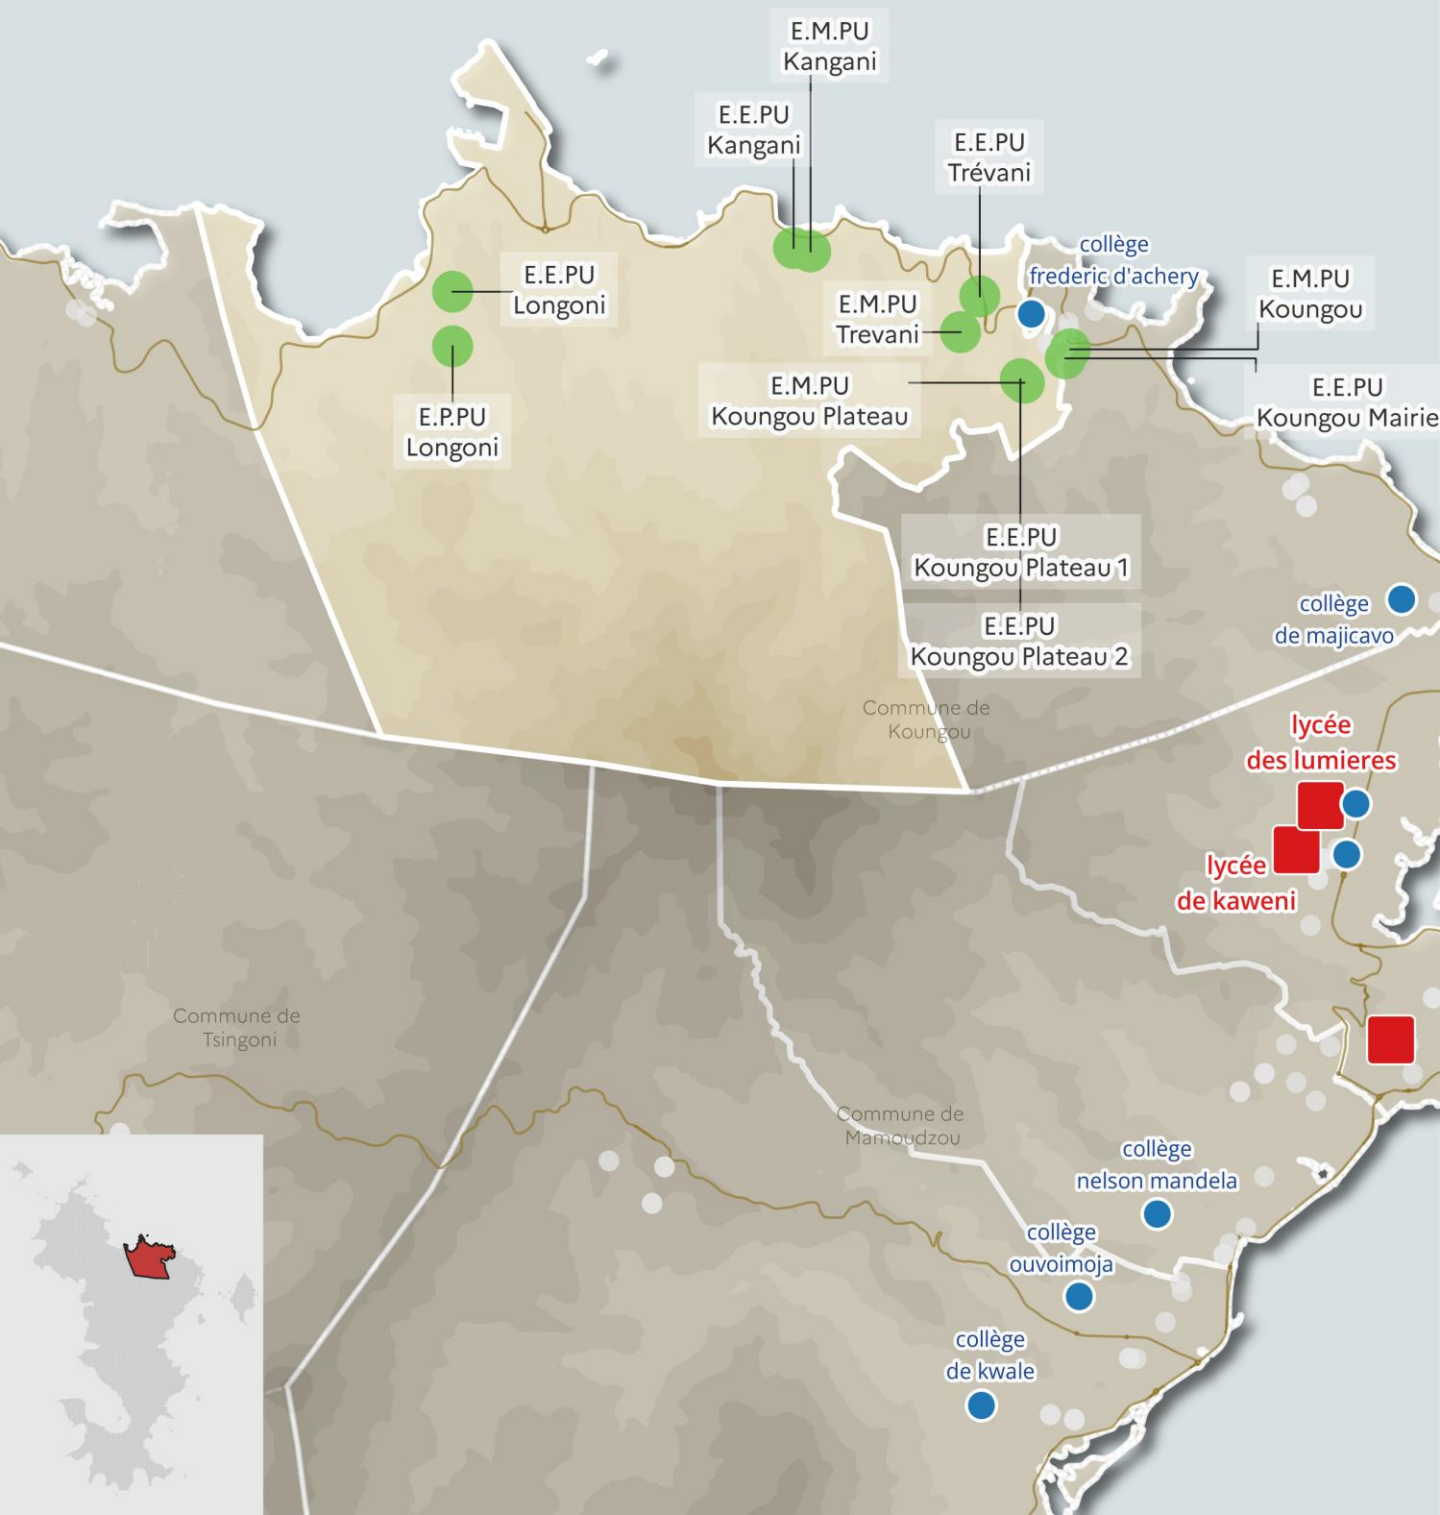 E.M.PU
Kangani
E.E.PU
Kangani
E.E.PU
Trévani
collège
frederic d'achery
E.E.PU
Longoni
E.M.PU
Koungou
E.M.PU
Trevani
E.M.PU
Koungou Plateau
E.E.PU
Koungou Mairie
E.P.PU
Longoni
E.E.PU
Koungou Plateau 1
collège
de majicavo
E.E.PU
Koungou Plateau 2
Commune de
Koungou
lycée
des lumieres
lycée
de kaweni
Commune de
Tsingoni
Commune de
Mamoudzou
collège
nelson mandela
collège
ouvoimoja
collège
de kwale